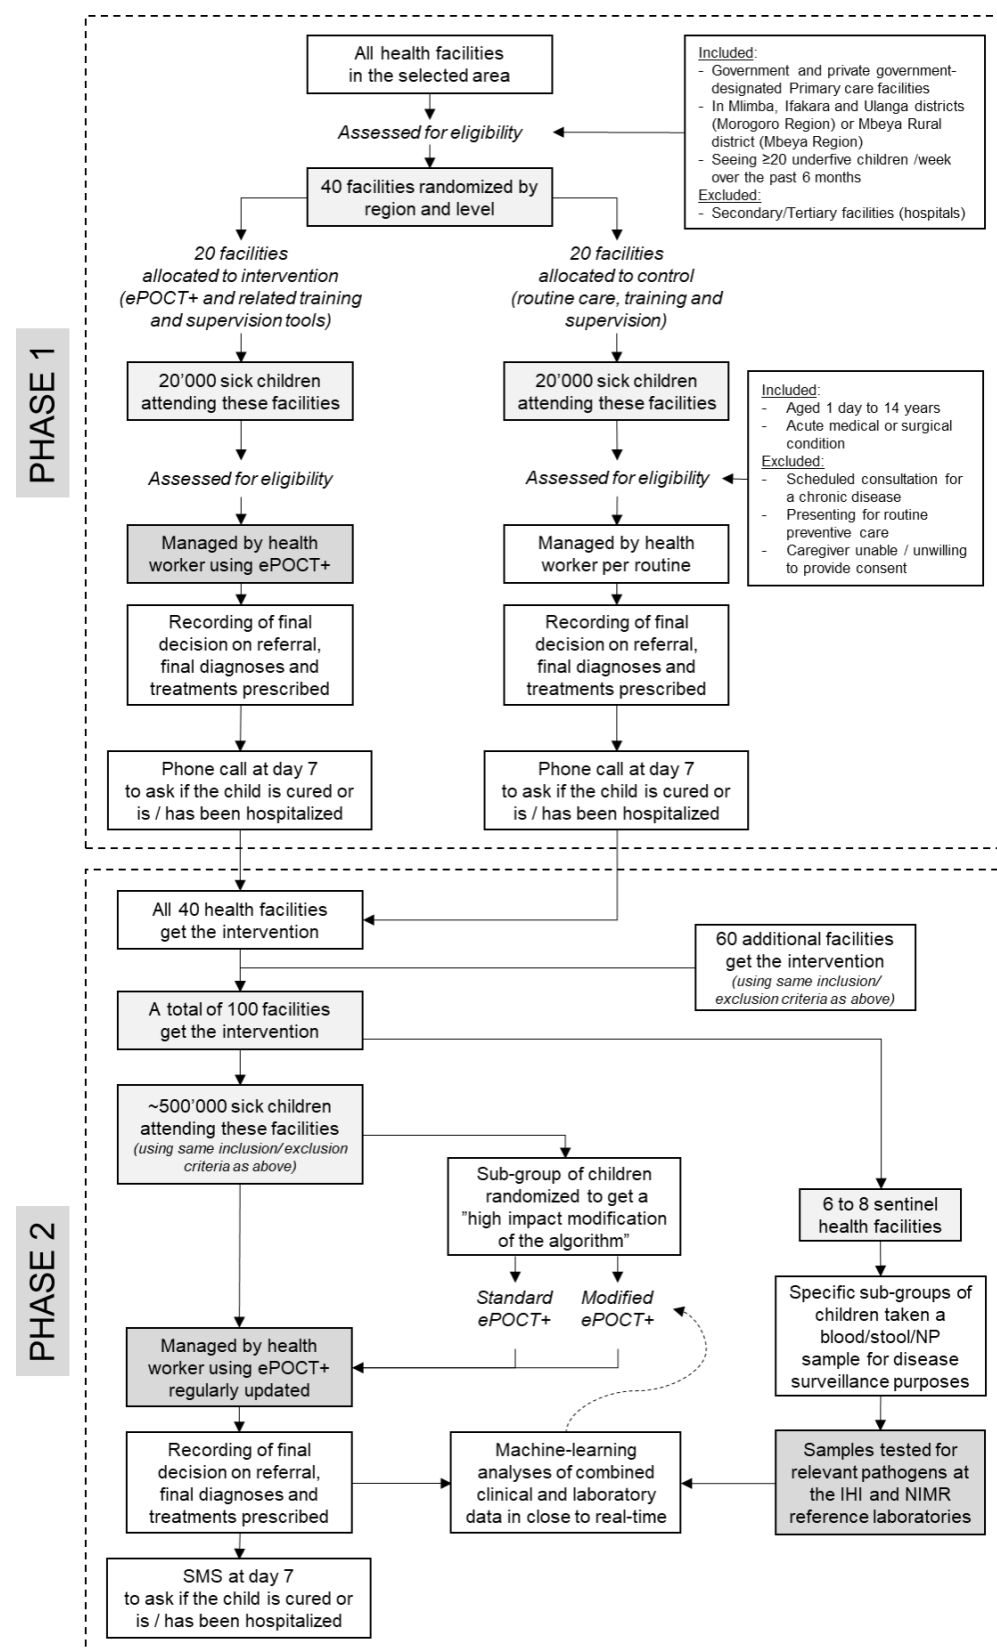 All health facilities
in the selected area
Included:
- Government and private government-
designated Primary care facilities
- In Mlimba, Ifakara and Ulanga districts
(Morogoro Region) or Mbeya Rural
district (Mbeya Region)
- Seeing ≥20 underfive children /week
over the past 6 months
Excluded:
- Secondary/Tertiary facilities (hospitals)
Assessed for eligibility
40 facilities randomized by
region and level
20 facilities
allocated to intervention
(ePOCT+ and related training
and supervision tools)
20 facilities
allocated to control
(routine care, training and
supervision)
PHASE 1
20'000 sick children
attending these facilities
20'000 sick children
attending these facilities
Included:
- Aged 1 day to 14 years
- Acute medical or surgical
condition
Excluded:
- Scheduled consultation for
a chronic disease
- Presenting for routine
preventive care
- Caregiver unable / unwilling
to provide consent
Assessed for eligibility
Assessed for eligibility
Managed by health
worker using ePOCT+
Managed by health
worker per routine
Recording of final
decision on referral,
final diagnoses and
treatments prescribed
Recording of final
decision on referral,
final diagnoses and
treatments prescribed
Phone call at day 7
to ask if the child is cured or
is / has been hospitalized
Phone call at day 7
to ask if the child is cured or
is / has been hospitalized
All 40 health facilities
get the intervention
60 additional facilities
get the intervention
(using same inclusion/
exclusion criteria as above)
A total of 100 facilities
get the intervention
~500'000 sick children
attending these facilities
(using same inclusion/exclusion
criteria as above)
Sub-group of children
randomized to get a
"high impact modification
of the algorithm"
6 to 8 sentinel
health facilities
PHASE 2
Standard
ePOCT+
Modified
ePOCT+
Specific sub-groups of
children taken a
blood/stool/NP
sample for disease
surveillance purposes
Managed by health
worker using ePOCT+
regularly updated
Recording of final
decision on referral,
final diagnoses and
treatments prescribed
Machine-learning
analyses of combined
clinical and laboratory
data in close to real-time
Samples tested for
relevant pathogens at
the IHI and NIMR
reference laboratories
SMS at day 7
to ask if the child is cured or
is / has been hospitalized